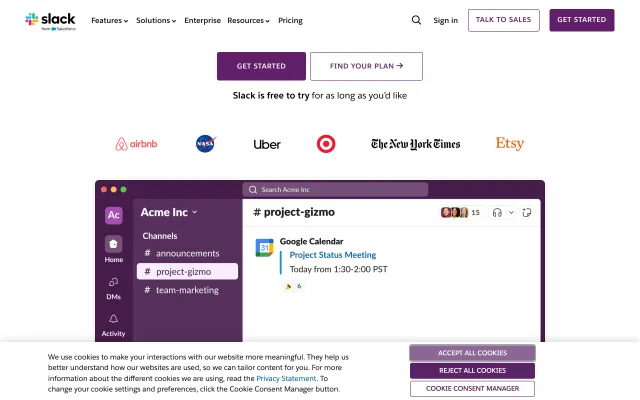 slack
from Salesforce
Features
Solutions
Enterprise
Resources
Pricing
Sign in
TALK TO SALES
GET STARTED
GET STARTED
FIND YOUR PLAN →
Slack is free to try for as long as you'd like
airbnb
NASA
Uber
The New York Times
Etsy
Search Acme Inc
Ac
Acme Inc
# project-gizmo
15
Channels
# announcements
# project-gizmo
# team-marketing
Home
DMs
Activity
31
Google Calendar
Project Status Meeting
Today from 1:30-2:00 PST
6
We use cookies to make your interactions with our website more meaningful. They help us
better understand how our websites are used, so we can tailor content for you. For more
information about the different cookies we are using, read the Privacy Statement. To
change your cookie settings and preferences, click the Cookie Consent Manager button.
ACCEPT ALL COOKIES
REJECT ALL COOKIES
COOKIE CONSENT MANAGER